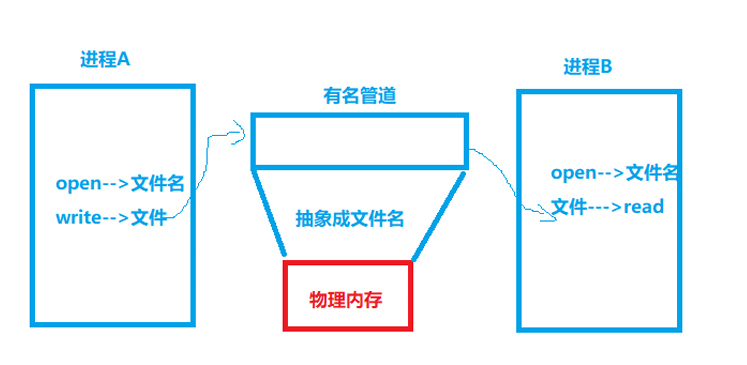 进程A
open-->文件名
write-->文件
有名管道
抽象成文件名
物理内存
进程B
open-->文件名
文件--->read